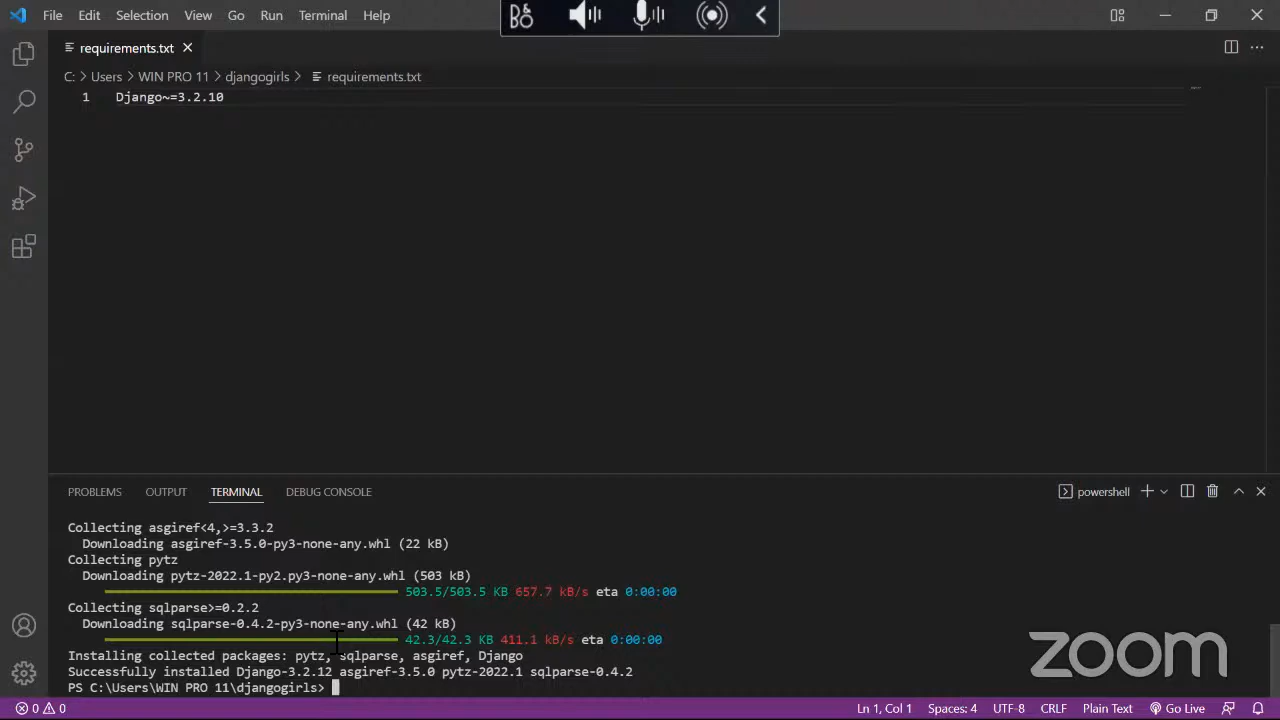 File Edit Selection View Go Run Terminal Help
requirements.txt
C: > Users > WIN PRO 11 > djangogirls > requirements.txt
1 Django~=3.2.10
PROBLEMS OUTPUT TERMINAL DEBUG CONSOLE powershell
Collecting asgiref<4,>=3.3.2
Downloading asgiref-3.5.0-py3-none-any.whl (22 kB)
Collecting pytz
Downloading pytz-2022.1-py2.py3-none-any.whl (503 kB)
503.5/503.5 KB 657.7 kB/s eta 0:00:00
Collecting sqlparse>=0.2.2
Downloading sqlparse-0.4.2-py3-none-any.whl (42 kB)
42.3/42.3 KB 411.1 kB/s eta 0:00:00
Installing collected packages: pytz, sqlparse, asgiref, Django
Successfully installed Django-3.2.12 asgiref-3.5.0 pytz-2022.1 sqlparse-0.4.2
PS C:\Users\WIN PRO 11\djangogirls>
zoom
0 0 Ln 1, Col 1 Spaces: 4 UTF-8 CRLF Plain Text Go Live